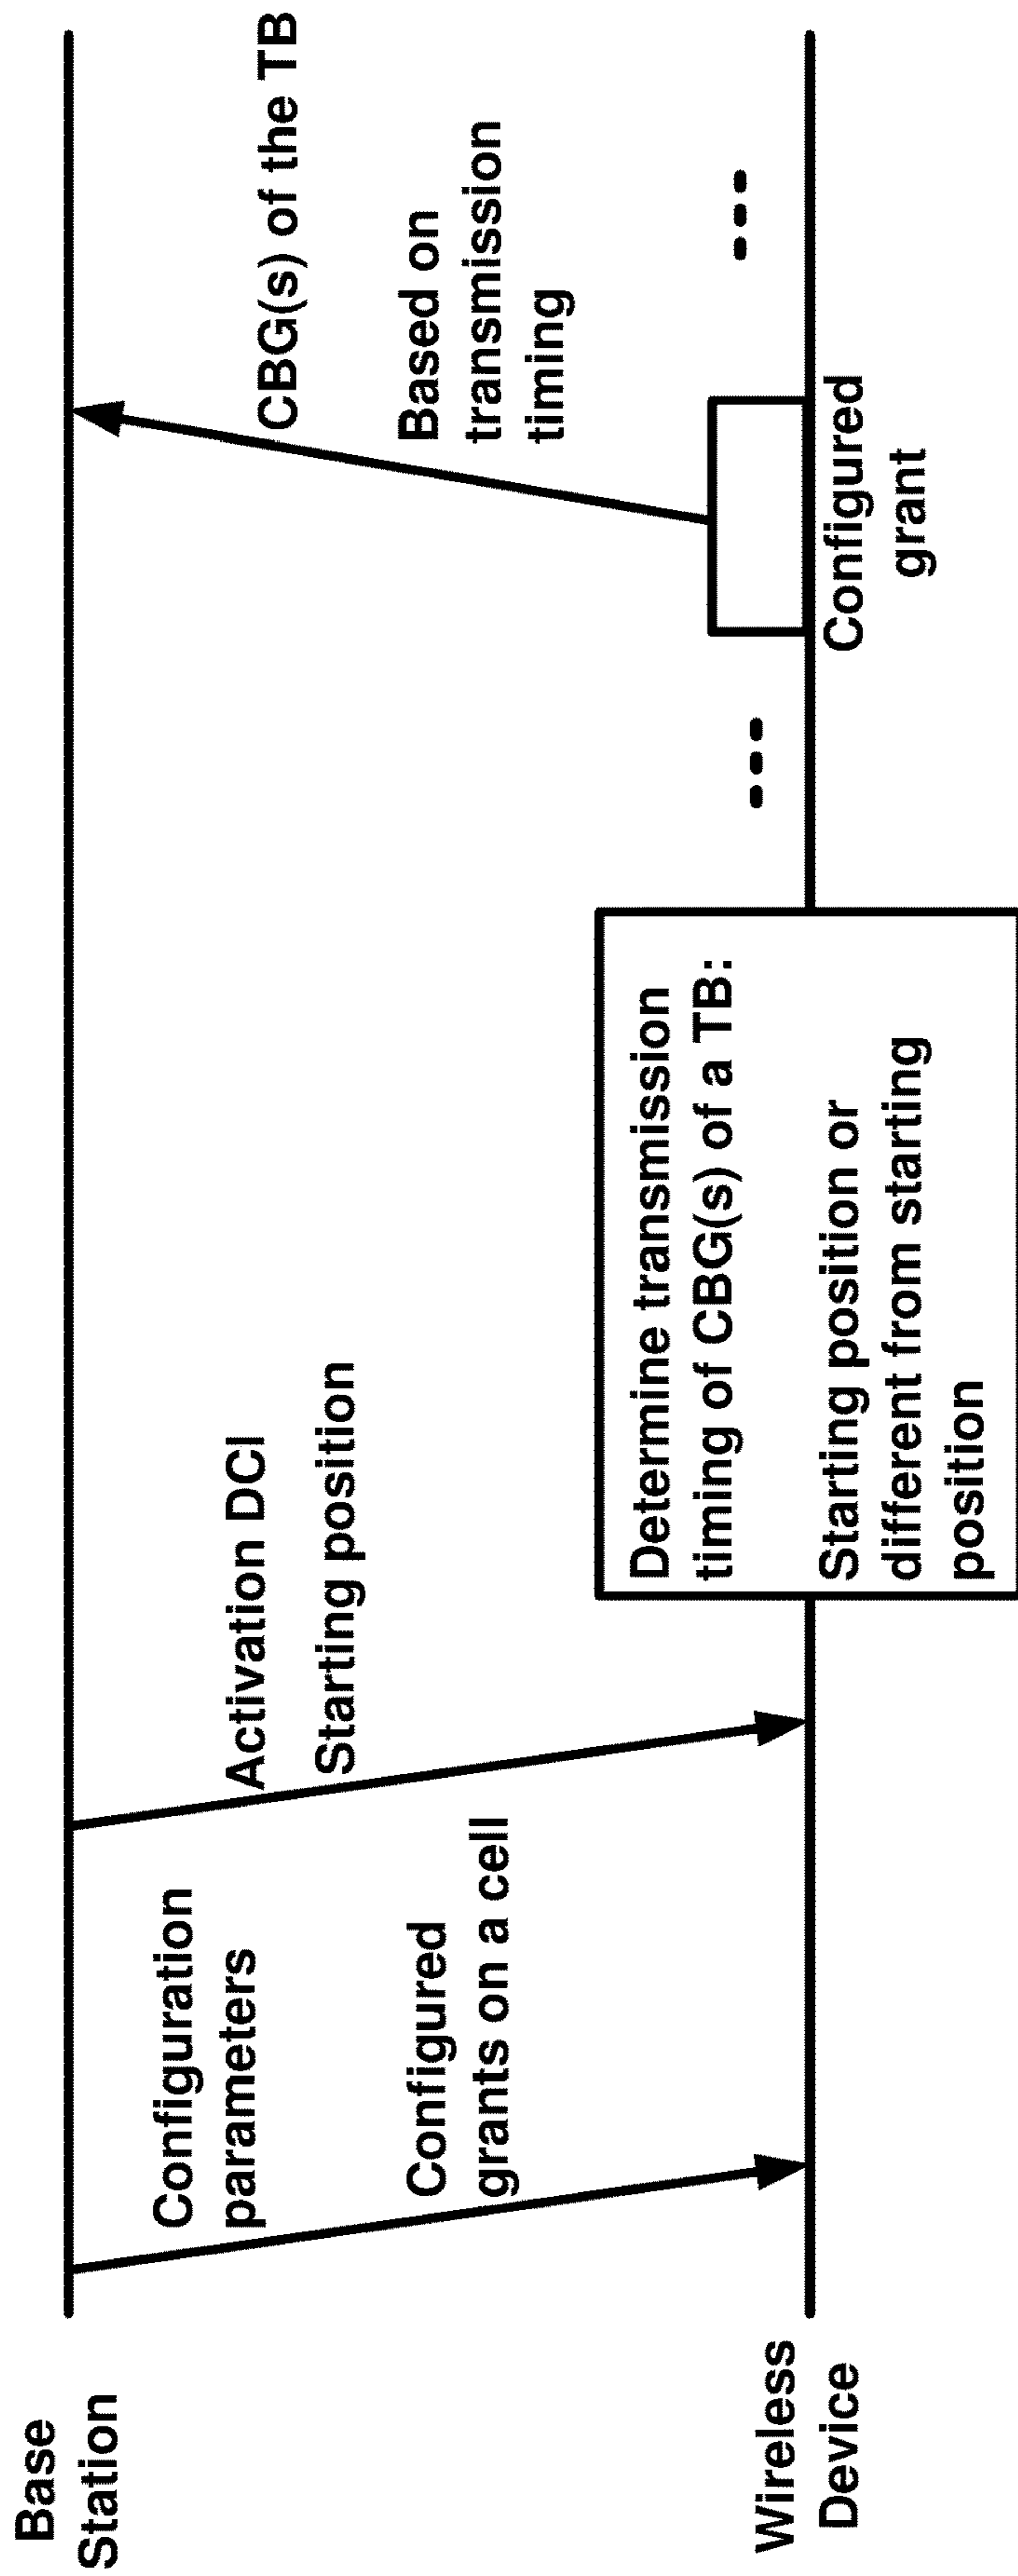 Base
Station
Configuration
parameters
Configured
grants on a cell
Activation DCI
Starting position
CBG(s) of the TB
Based on
transmission
timing
Wireless
Device
Determine transmission
timing of CBG(s) of a TB:
Starting position or
different from starting
position
Configured
grant